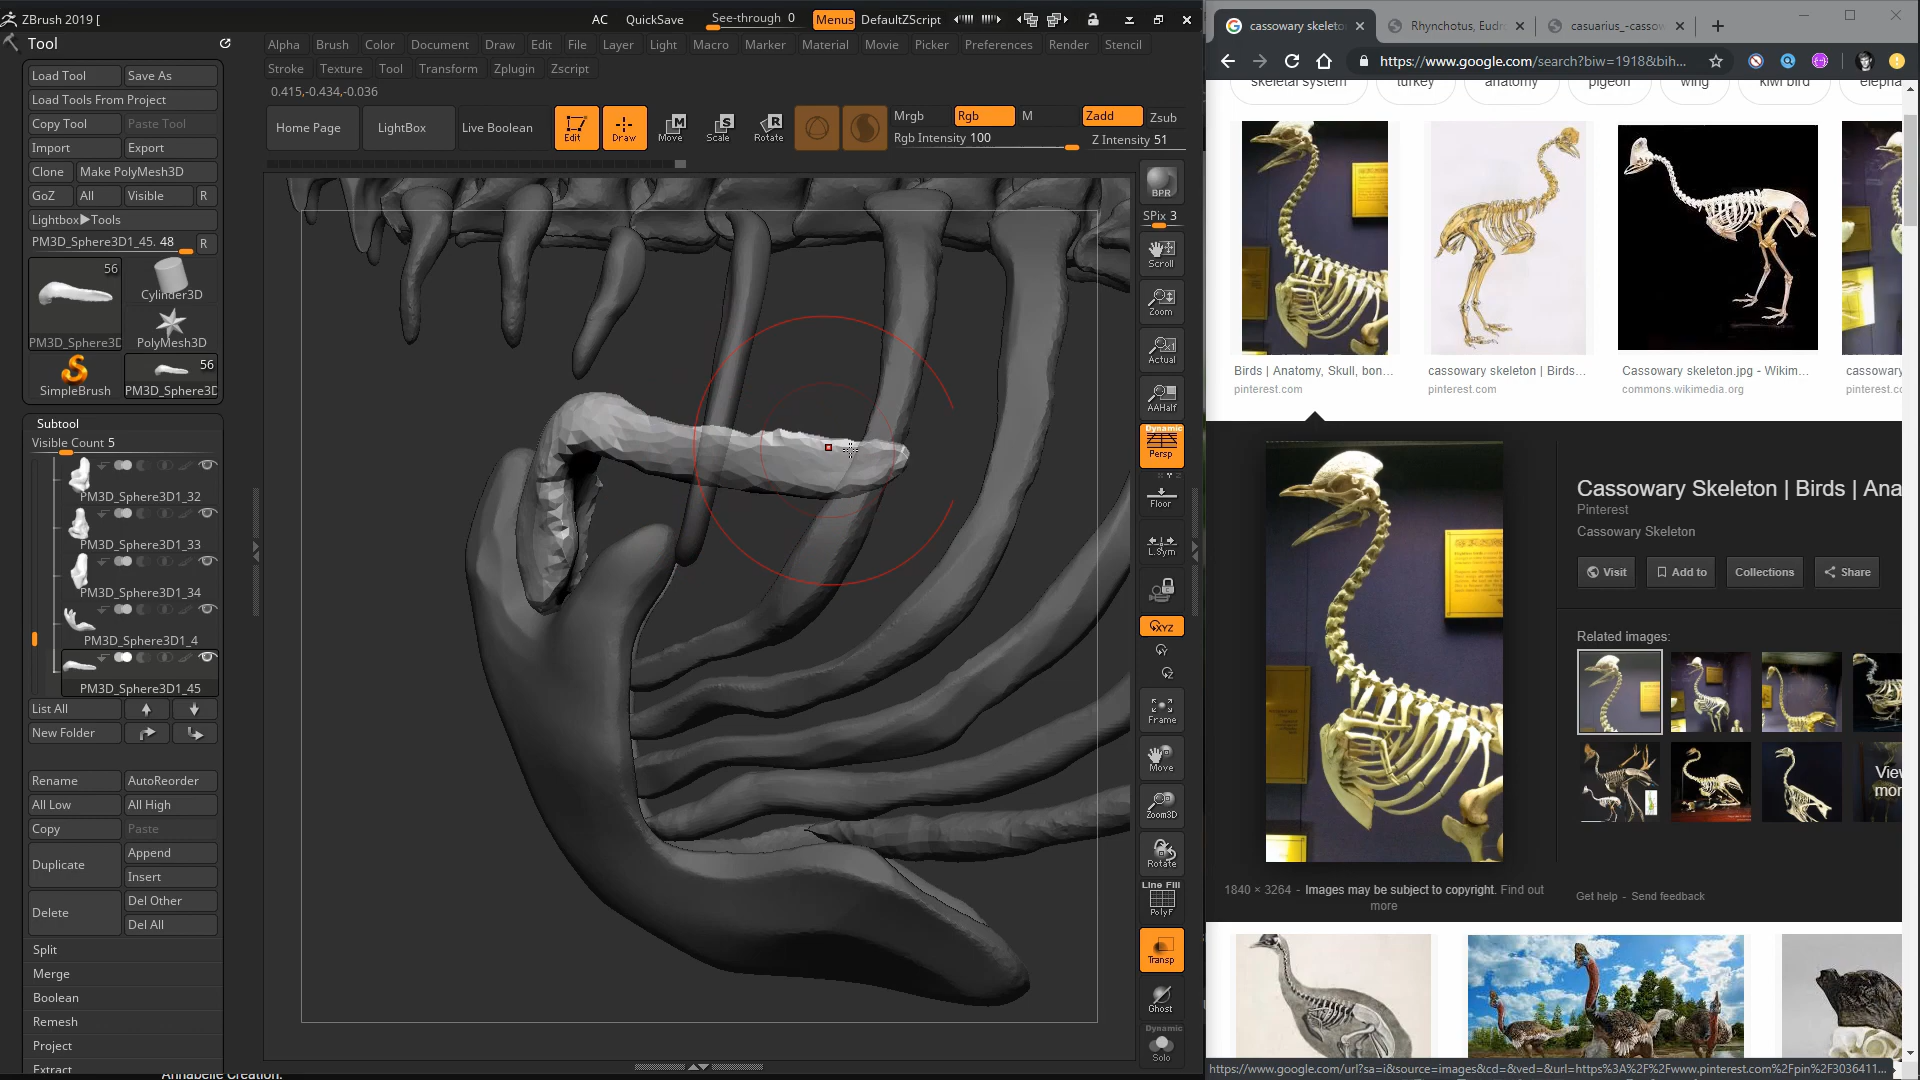 ZBrush 2019 [
AC
QuickSave
See-through 0
Menus
DefaultZScript
Tool
Alpha
Brush
Color
Document
Draw
Edit
File
Layer
Light
Macro
Marker
Material
Movie
Picker
Preferences
Render
Stencil
Stroke
Texture
Tool
Transform
Zplugin
Zscript
0.415,-0.434,-0.036
Load Tool
Save As
Load Tools From Project
Copy Tool
Paste Tool
Import
Export
Clone
Make PolyMesh3D
GoZ
All
Visible
R
Lightbox▶Tools
PM3D_Sphere3D1_45. 48
R
56
Cylinder3D
PM3D_Sphere3D
PolyMesh3D
SimpleBrush
56
PM3D_Sphere3D
Home Page
LightBox
Live Boolean
Edit
Draw
Move
Scale
Rotate
Mrgb
Rgb
M
Zadd
Zsub
Rgb Intensity 100
Z Intensity 51
Subtool
Visible Count 5
PM3D_Sphere3D1_32
PM3D_Sphere3D1_33
PM3D_Sphere3D1_34
PM3D_Sphere3D1_4
PM3D_Sphere3D1_45
List All
New Folder
Rename
AutoReorder
All Low
All High
Copy
Paste
Duplicate
Append
Insert
Delete
Del Other
Del All
Split
Merge
Boolean
Remesh
Project
Extract
Annabelle Creation.
BPR
SPix 3
Scroll
Zoom
Actual
AAHalf
Dynamic
Persp
Floor
L.Sym
XYZ
Frame
Move
Zoom3D
Rotate
Line Fill
PolyF
Transp
Ghost
Dynamic
Solo
cassowary skeleto
Rhynchotus, Eudr
casuarius_-cassow
https://www.google.com/search?biw=1918&bih...
skeletal system
turkey
anatomy
pigeon
wing
kiwi bird
elepha
Birds | Anatomy, Skull, bon...
pinterest.com
cassowary skeleton | Birds...
pinterest.com
Cassowary skeleton.jpg - Wikim...
commons.wikimedia.org
cassowary
pinterest.c
Cassowary Skeleton | Birds | Ana
Pinterest
Cassowary Skeleton
Visit
Add to
Collections
Share
Related images:
View
more
1840 × 3264 - Images may be subject to copyright. Find out
more
Get help - Send feedback
https://www.google.com/url?sa=i&source=images&cd=&ved=&url=https%3A%2F%2Fwww.pinterest.com%2Fpin%2F3036411...